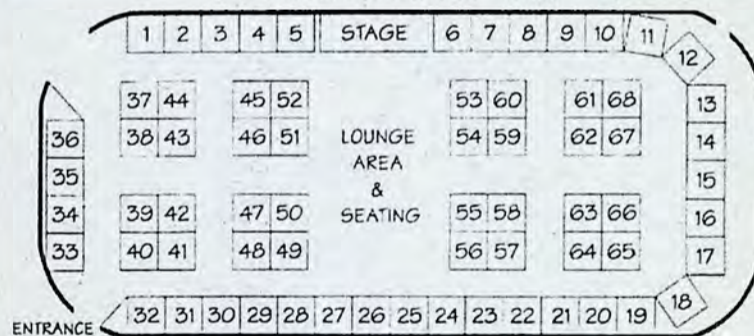 1 2 3 4 5 STAGE 6 7 8 9 10 11
12
37 44 45 52 53 60 61 68 13
36 38 43 46 51 LOUNGE 54 59 62 67 14
AREA
35 & 15
34 39 42 47 50 SEATING 55 58 63 66 16
33 40 41 48 49 56 57 64 65 17
18
ENTRANCE 32 31 30 29 28 27 26 25 24 23 22 21 20 19